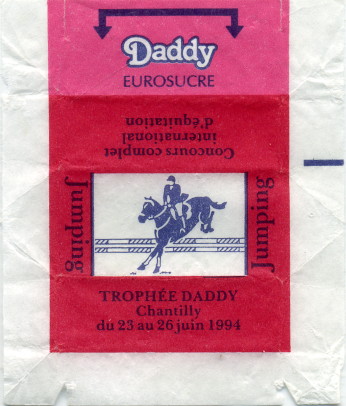 Daddy
EUROSUCRE
Concours complet
international
d'équitation
Jumping
Jumping
TROPHÉE DADDY
Chantilly
du 23 au 26 juin 1994